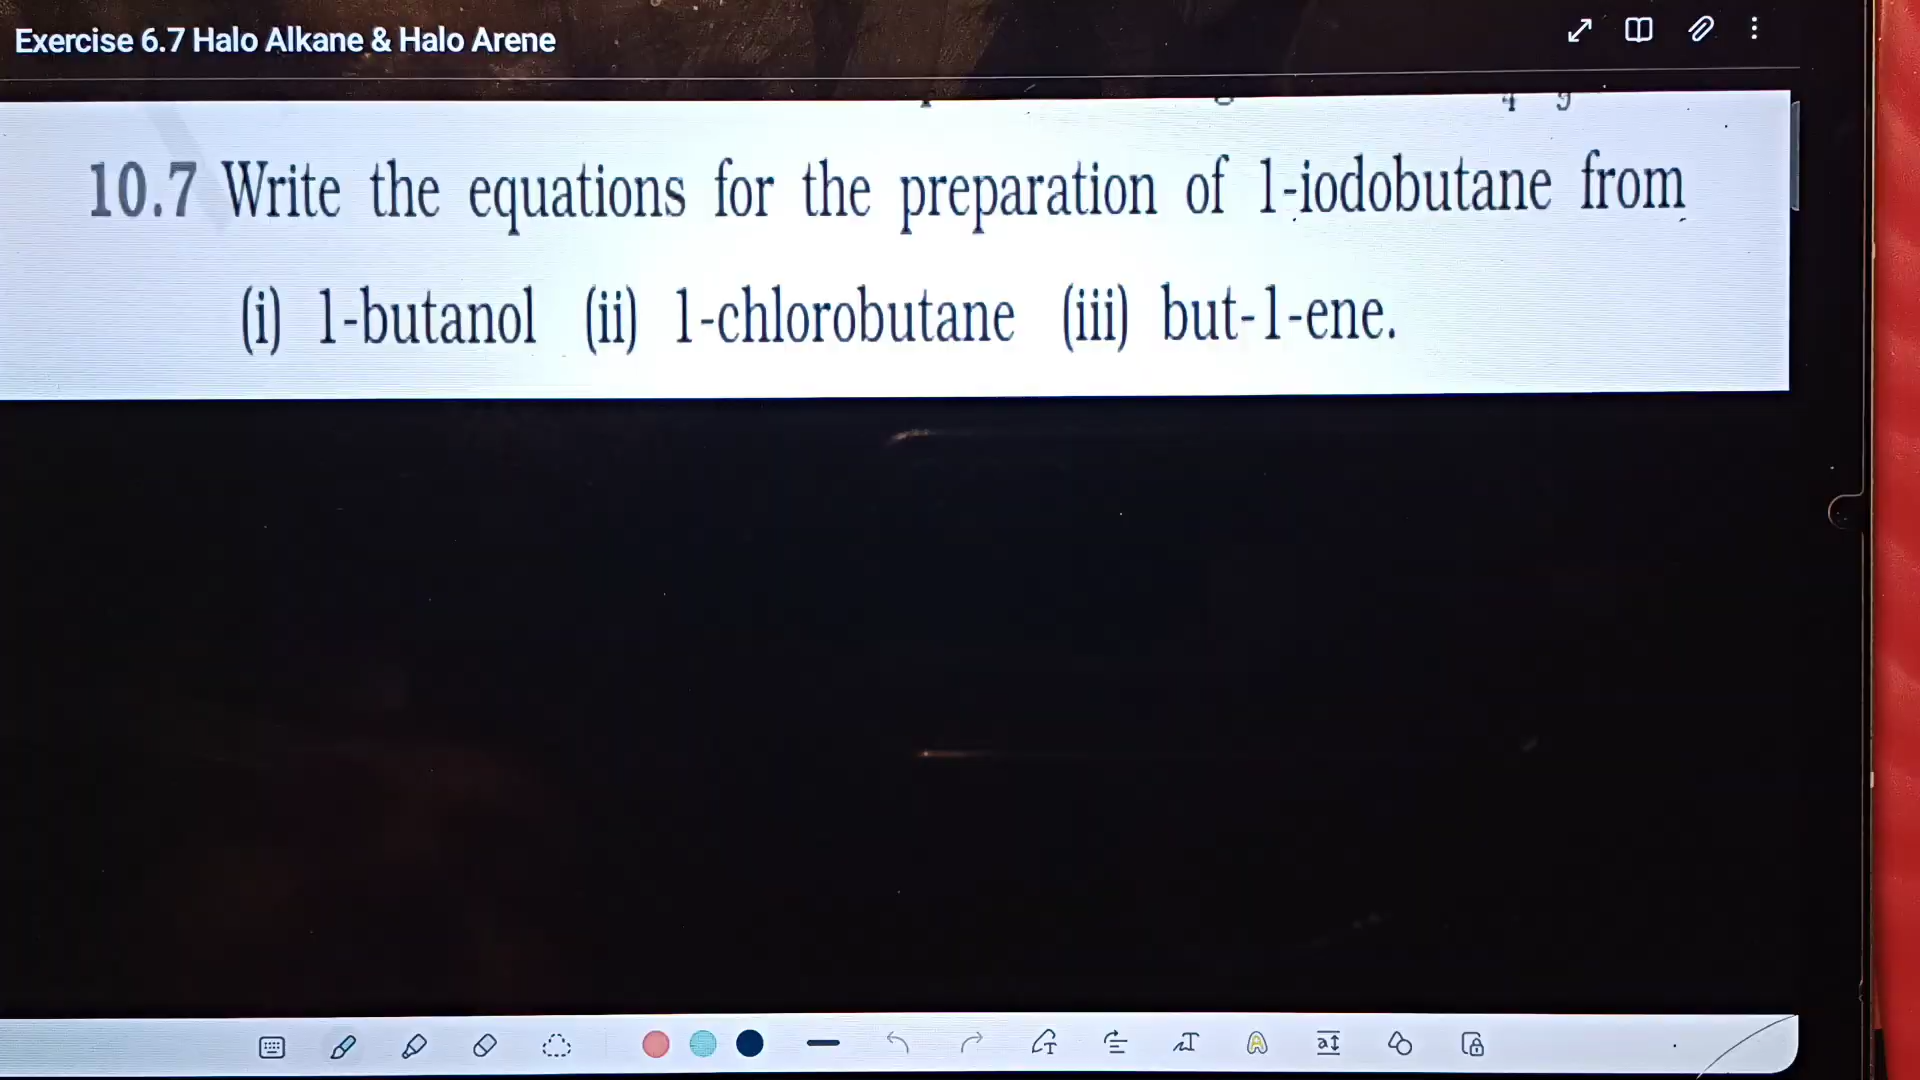 Exercise 6.7 Halo Alkane & Halo Arene
10.7 Write the equations for the preparation of 1-iodobutane from
(i) 1-butanol (ii) 1-chlorobutane (iii) but-1-ene.